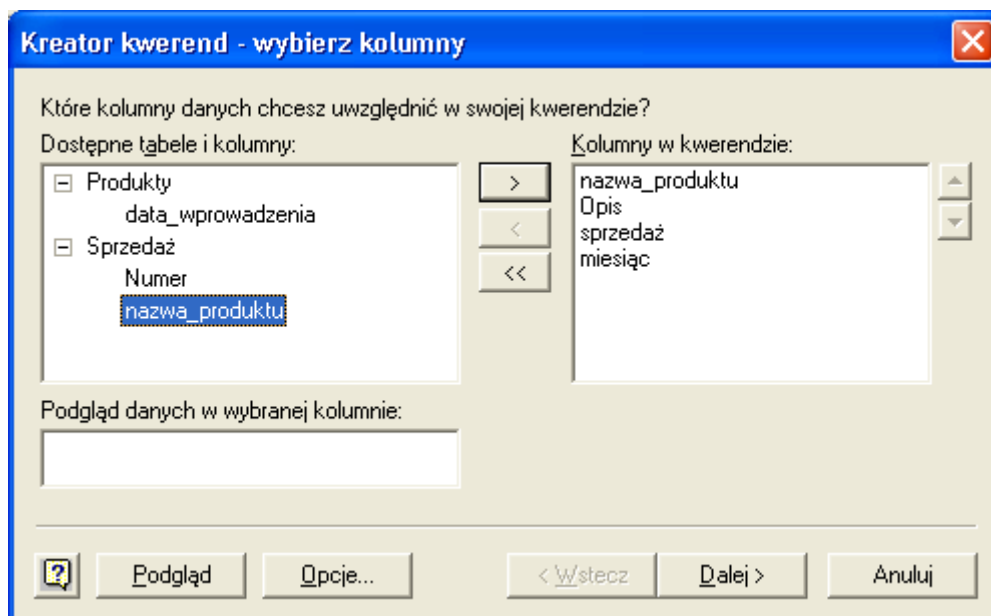 Kreator kwerend - wybierz kolumny
Które kolumny danych chcesz uwzględnić w swojej kwerendzie?
Dostępne tabele i kolumny:
Produkty
data_wprowadzenia
Sprzedaż
Numer
nazwa_produktu
>
<
<<
Kolumny w kwerendzie:
nazwa_produktu
Opis
sprzedaż
miesiąc
Podgląd danych w wybranej kolumnie:
?
Podgląd
Opcje...
< Wstecz
Dalej >
Anuluj